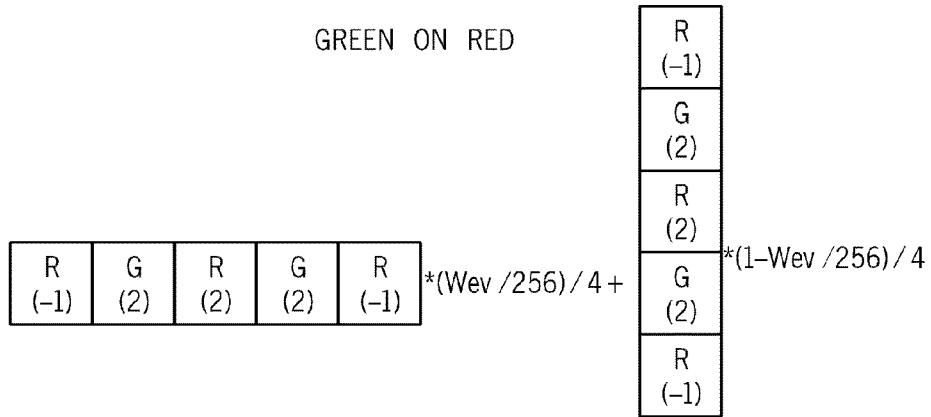 GREEN ON RED
R G R G R
(–1) (2) (2) (2) (–1)
*(Wev /256) / 4 +
R
(–1)
G
(2)
R
(2)
G
(2)
R
(–1)
*(1–Wev /256) / 4